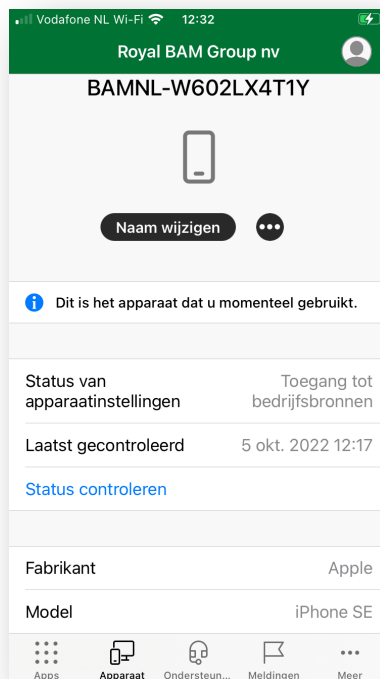 Vodafone NL Wi-Fi 12:32
Royal BAM Group nv
BAMNL-W602LX4T1Y
Naam wijzigen
Dit is het apparaat dat u momenteel gebruikt.
Status van apparaatinstellingen
Toegang tot bedrijfsbronnen
Laatst gecontroleerd 5 okt. 2022 12:17
Status controleren
Fabrikant Apple
Model iPhone SE
Apps Apparaat Ondersteun... Meldingen Meer